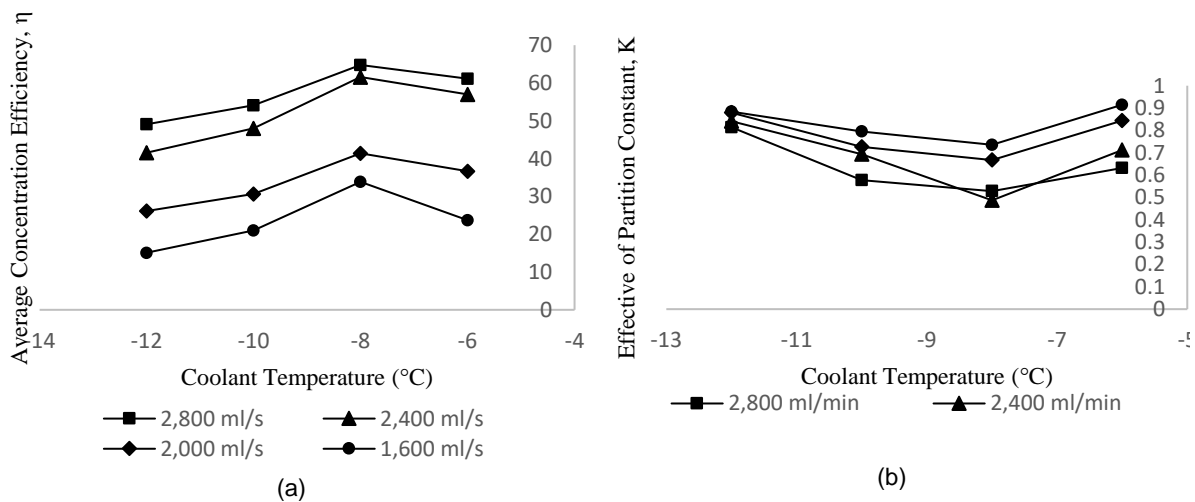 Average Concentration Efficiency, η
70
60
50
40
30
20
10
0
-14
-12
-10
-8
-6
-4
Coolant Temperature (°C)
2,800 ml/s
2,400 ml/s
2,000 ml/s
1,600 ml/s
(a)
Effective of Partition Constant, K
1
0.9
0.8
0.7
0.6
0.5
0.4
0.3
0.2
0.1
0
-13
-11
-9
-7
-5
Coolant Temperature (°C)
2,800 ml/min
2,400 ml/min
(b)